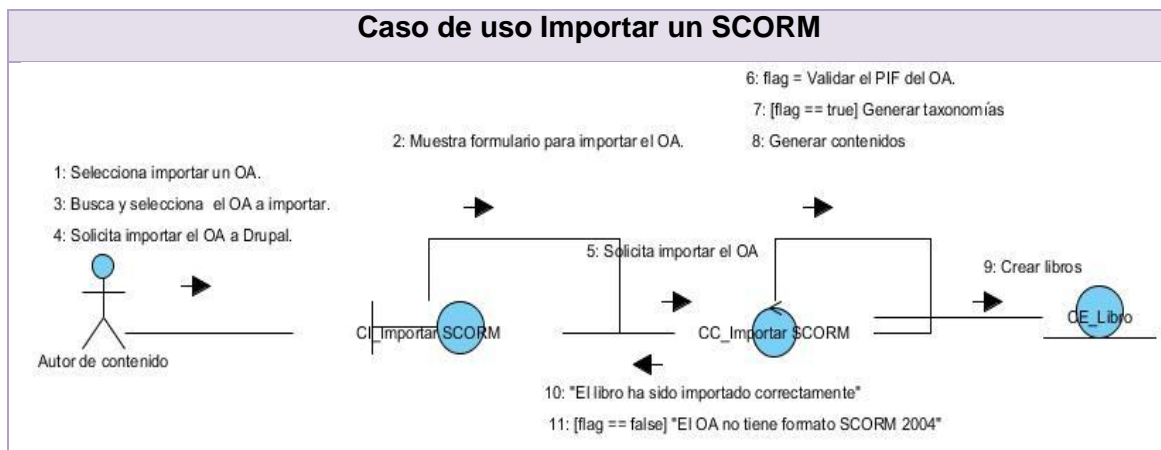 Caso de uso Importar un SCORM
6: flag = Validar el PIF del OA.
7: [flag == true] Generar taxonomías
2: Muestra formulario para importar el OA.
8: Generar contenidos
1: Selecciona importar un OA.
3: Busca y selecciona el OA a importar.
4: Solicita importar el OA a Drupal.
5: Solicita importar el OA
9: Crear libros
CI_Importar SCORM
CC_Importar SCORM
CE_Libro
Autor de contenido
10: "El libro ha sido importado correctamente"
11: [flag == false] "El OA no tiene formato SCORM 2004"